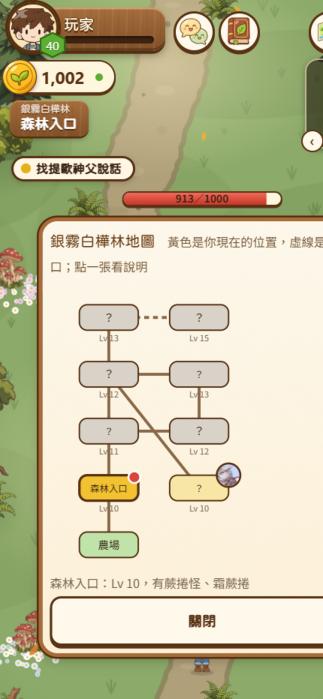 玩家
40
1,002
銀霧白樺林
森林入口
找提歐神父說話
913／1000
銀霧白樺林地圖 黃色是你現在的位置，虛線是
口；點一張看說明
? ?
Lv 13 Lv 15
? ?
Lv 12 Lv 13
? ?
Lv 11 Lv 12
森林入口 ?
Lv 10 Lv 10
農場
森林入口：Lv 10，有蕨捲怪、霜蕨捲
關閉